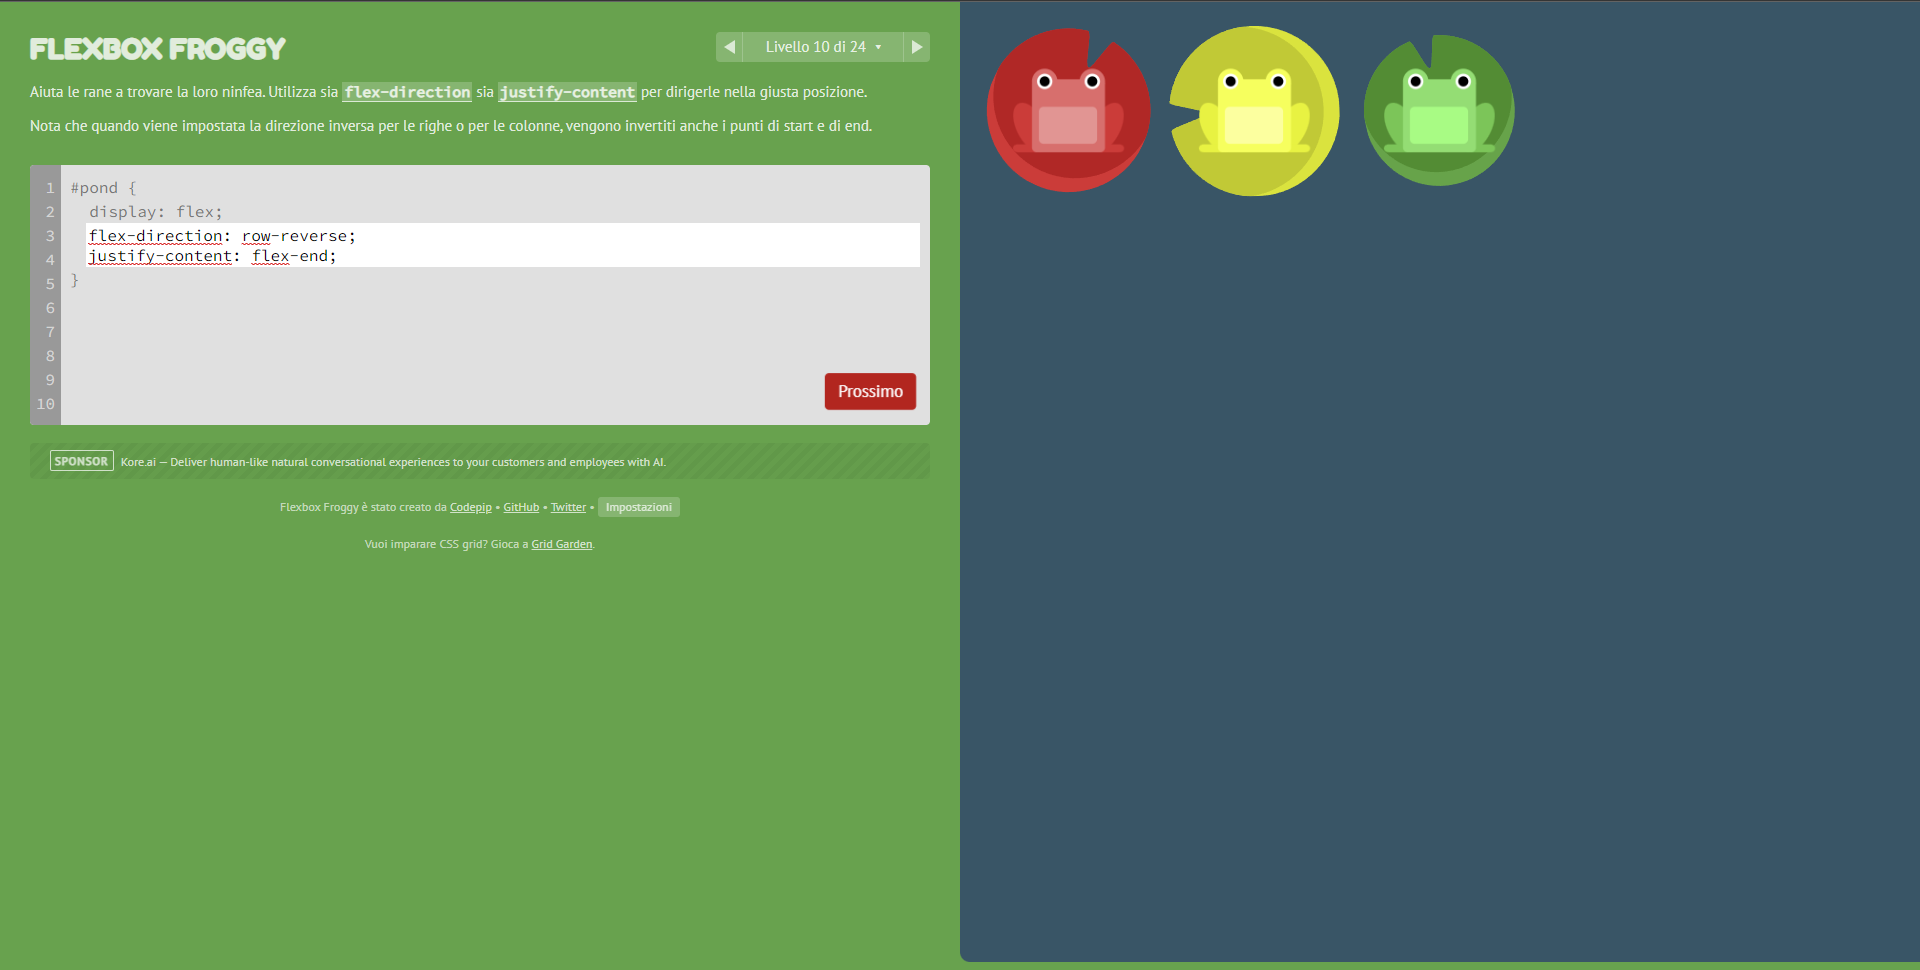 FLEXBOX FROGGY
Livello 10 di 24
Aiuta le rane a trovare la loro ninfea. Utilizza sia flex-direction sia justify-content per dirigerle nella giusta posizione.
Nota che quando viene impostata la direzione inversa per le righe o per le colonne, vengono invertiti anche i punti di start e di end.
1 #pond {
2 display: flex;
3 flex-direction: row-reverse;
4 justify-content: flex-end;
5 }
6
7
8
9
10
Prossimo
SPONSOR Kore.ai — Deliver human-like natural conversational experiences to your customers and employees with AI.
Flexbox Froggy è stato creato da Codepip • GitHub • Twitter • Impostazioni
Vuoi imparare CSS grid? Gioca a Grid Garden.